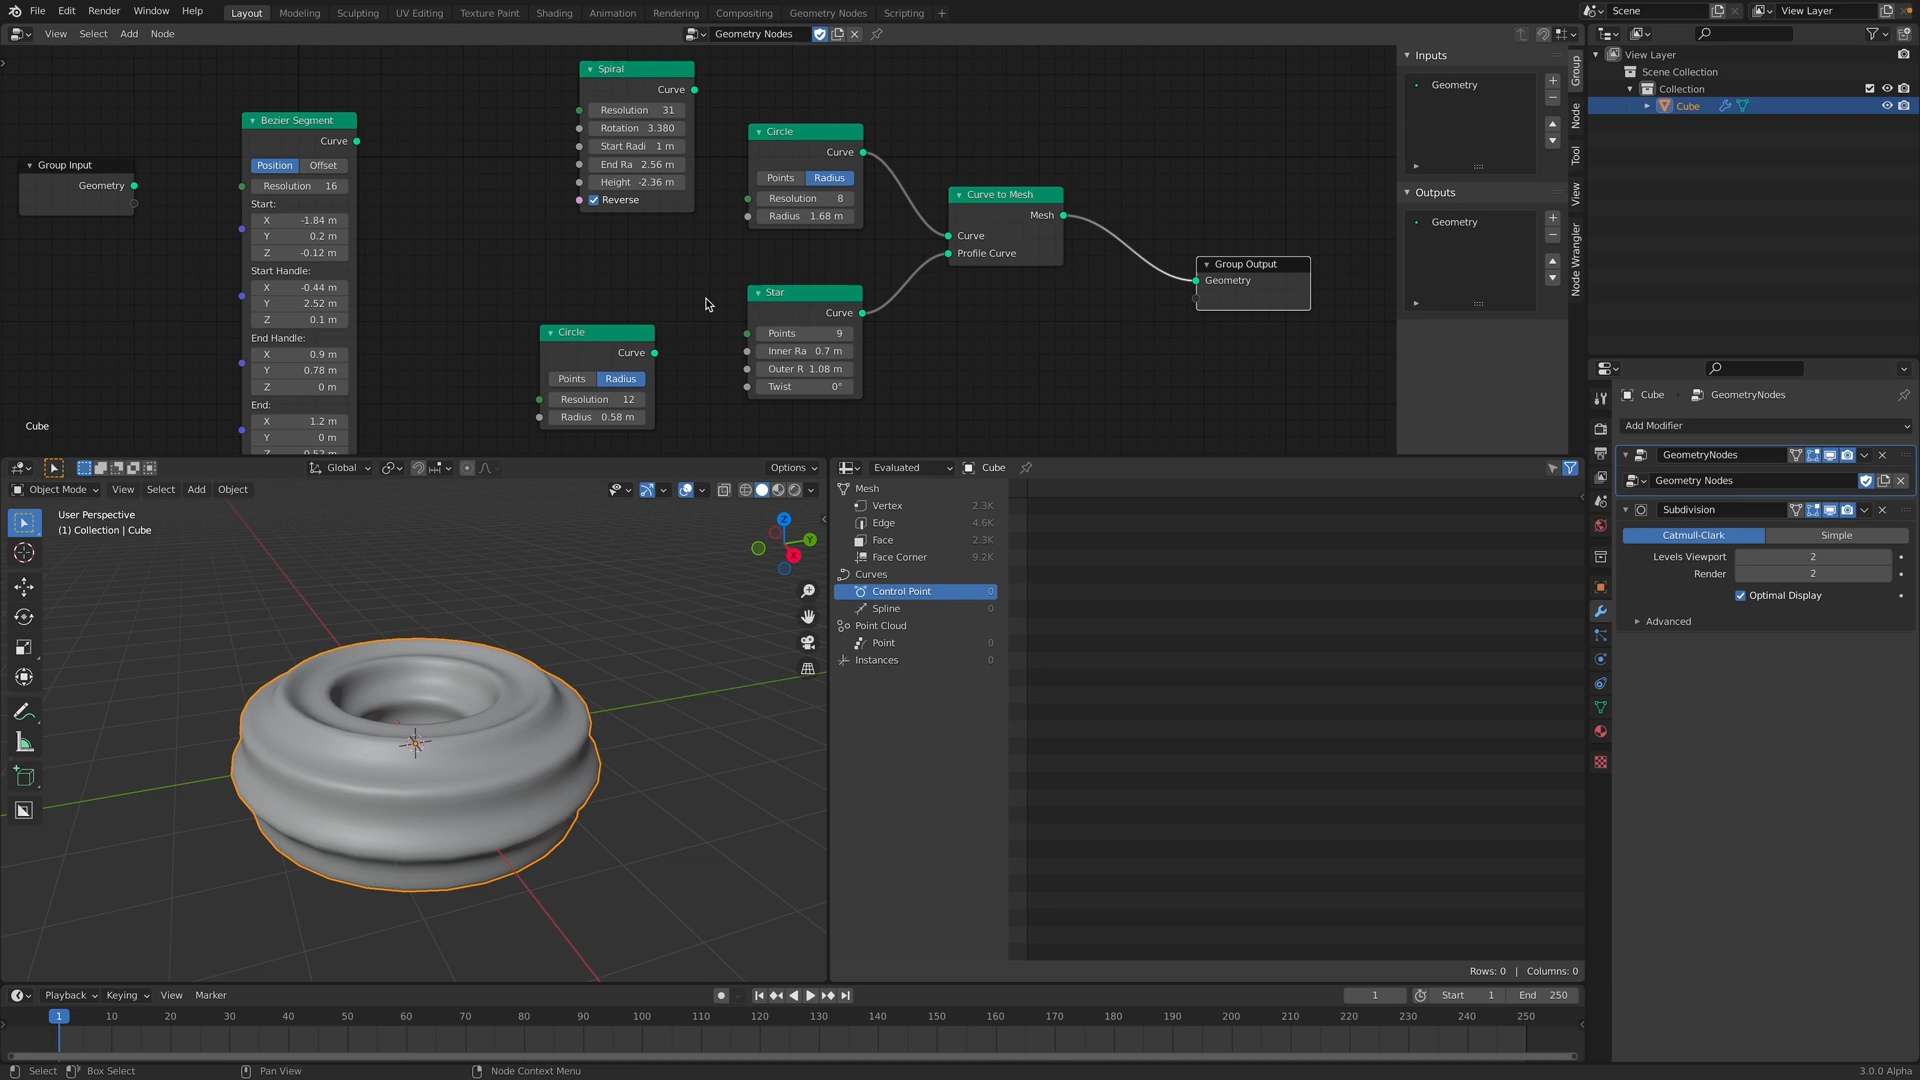 File Edit Render Window Help Layout Modeling Sculpting UV Editing Texture Paint Shading Animation Rendering Compositing Geometry Nodes Scripting + Scene View Layer
View Select Add Node Geometry Nodes
Group Input
Geometry
Bezier Segment
Curve
Position Offset
Resolution 16
Start:
X -1.84 m
Y 0.2 m
Z -0.12 m
Start Handle:
X -0.44 m
Y 2.52 m
Z 0.1 m
End Handle:
X 0.9 m
Y 0.78 m
Z 0 m
End:
X 1.2 m
Y 0 m
Spiral
Curve
Resolution 31
Rotation 3.380
Start Radi 1 m
End Ra 2.56 m
Height -2.36 m
Reverse
Circle
Curve
Points Radius
Resolution 8
Radius 1.68 m
Circle
Curve
Points Radius
Resolution 12
Radius 0.58 m
Star
Curve
Points 9
Inner Ra 0.7 m
Outer R 1.08 m
Twist 0°
Curve to Mesh
Mesh
Curve
Profile Curve
Group Output
Geometry
Cube
Inputs
Geometry
Outputs
Geometry
Group
Node
Tool
View
Node Wrangler
View Layer
Scene Collection
Collection
Cube
Cube GeometryNodes
Add Modifier
GeometryNodes
Geometry Nodes
Subdivision
Catmull-Clark Simple
Levels Viewport 2
Render 2
Optimal Display
Advanced
Global Options
Object Mode View Select Add Object
User Perspective
(1) Collection | Cube
Z
Y
X
Evaluated Cube
Mesh
Vertex 2.3K
Edge 4.6K
Face 2.3K
Face Corner 9.2K
Curves
Control Point 0
Spline 0
Point Cloud
Point 0
Instances 0
Rows: 0 | Columns: 0
Playback Keying View Marker 1 Start 1 End 250
1 10 20 30 40 50 60 70 80 90 100 110 120 130 140 150 160 170 180 190 200 210 220 230 240 250
Select Box Select Pan View Node Context Menu 3.0.0 Alpha